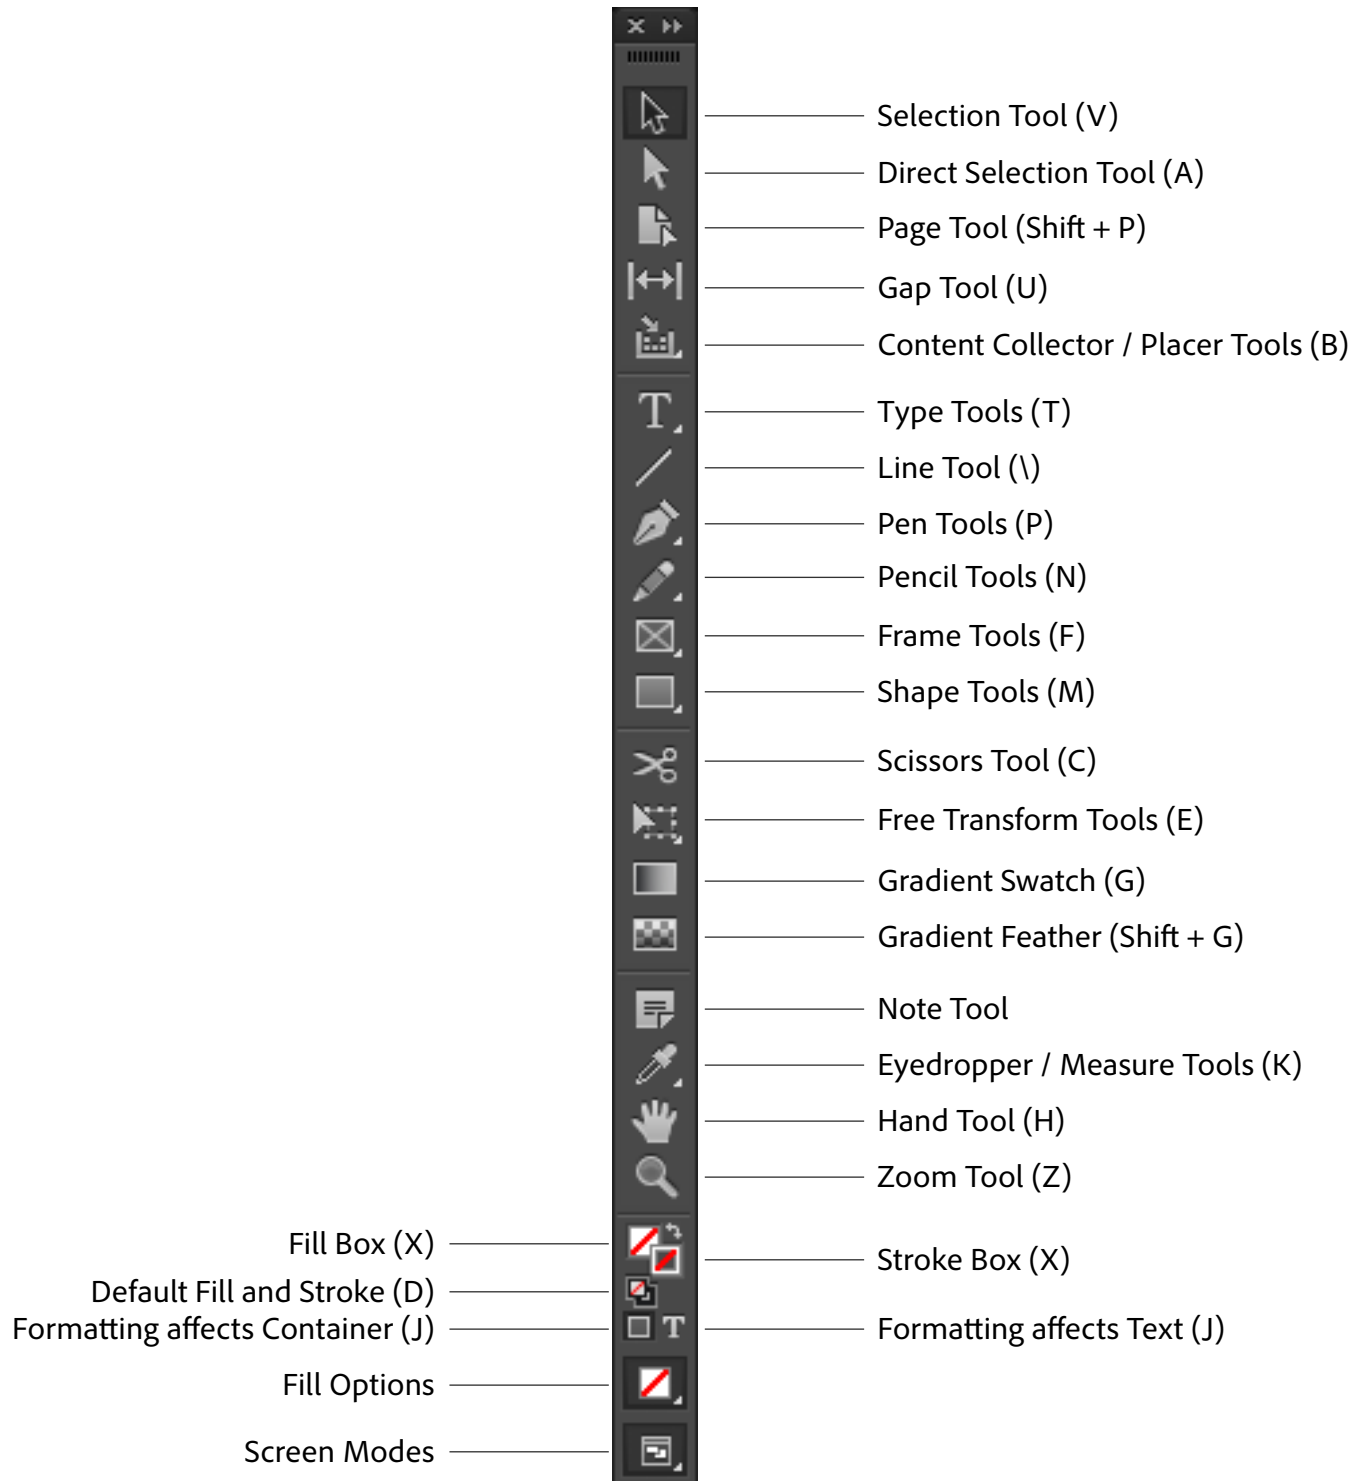 Selection Tool (V)
Direct Selection Tool (A)
Page Tool (Shift + P)
Gap Tool (U)
Content Collector / Placer Tools (B)
Type Tools (T)
Line Tool (\)
Pen Tools (P)
Pencil Tools (N)
Frame Tools (F)
Shape Tools (M)
Scissors Tool (C)
Free Transform Tools (E)
Gradient Swatch (G)
Gradient Feather (Shift + G)
Note Tool
Eyedropper / Measure Tools (K)
Hand Tool (H)
Zoom Tool (Z)
Fill Box (X)
Stroke Box (X)
Default Fill and Stroke (D)
Formatting affects Container (J)
Formatting affects Text (J)
Fill Options
Screen Modes